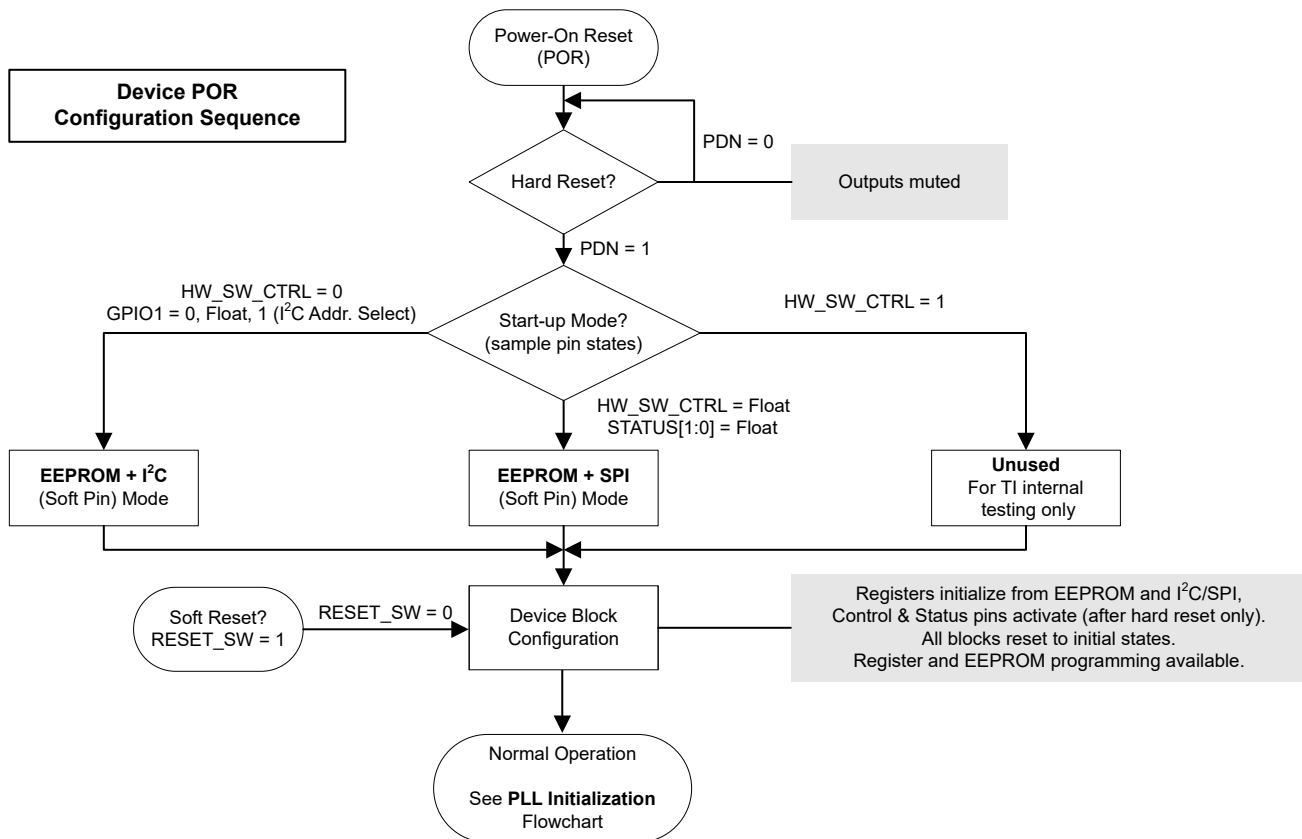 Power-On Reset
(POR)
Device POR
Configuration Sequence
PDN = 0
Hard Reset?
Outputs muted
PDN = 1
HW_SW_CTRL = 0
GPIO1 = 0, Float, 1 (I²C Addr. Select)
Start-up Mode?
(sample pin states)
HW_SW_CTRL = 1
HW_SW_CTRL = Float
STATUS[1:0] = Float
EEPROM + I²C
(Soft Pin) Mode
EEPROM + SPI
(Soft Pin) Mode
Unused
For TI internal
testing only
Soft Reset?
RESET_SW = 1
RESET_SW = 0
Device Block
Configuration
Registers initialize from EEPROM and I²C/SPI,
Control & Status pins activate (after hard reset only).
All blocks reset to initial states.
Register and EEPROM programming available.
Normal Operation
See PLL Initialization
Flowchart